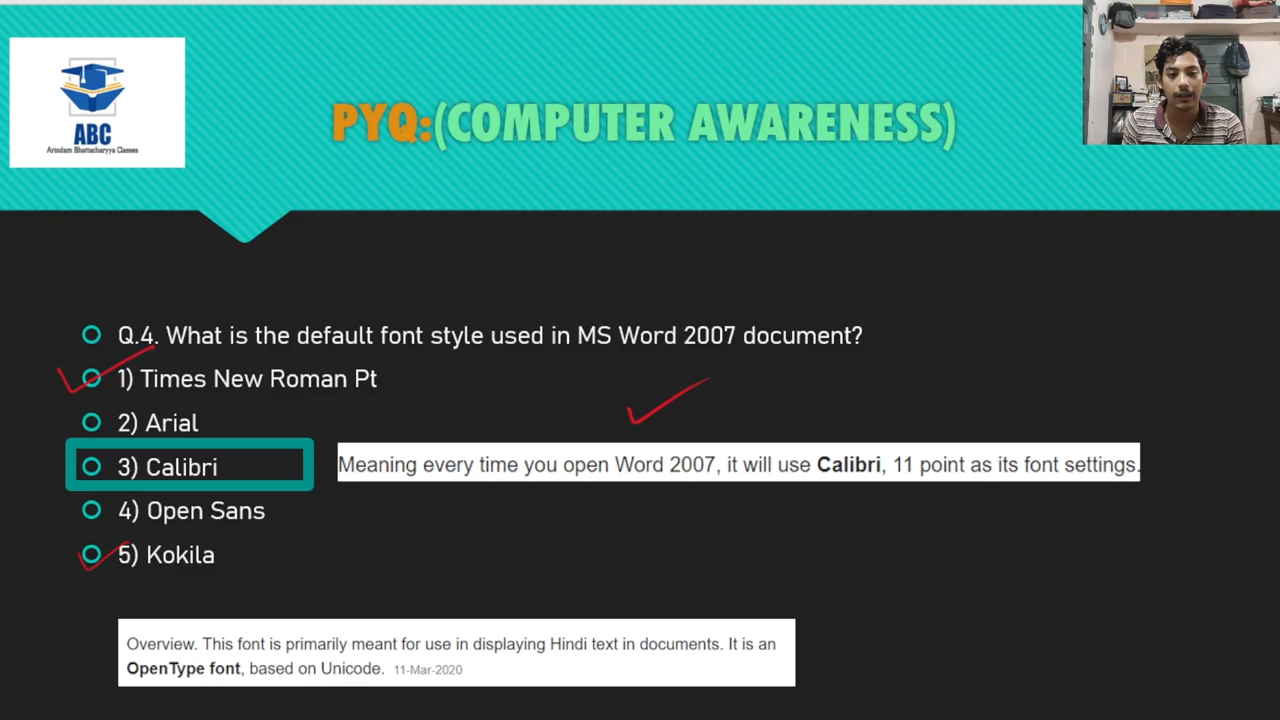 ABC
Arindam Bhattacharyya Classes
PYQ:(COMPUTER AWARENESS)
Q.4. What is the default font style used in MS Word 2007 document?
1) Times New Roman Pt
2) Arial
3) Calibri
Meaning every time you open Word 2007, it will use Calibri, 11 point as its font settings.
4) Open Sans
5) Kokila
Overview. This font is primarily meant for use in displaying Hindi text in documents. It is an
OpenType font, based on Unicode. 11-Mar-2020